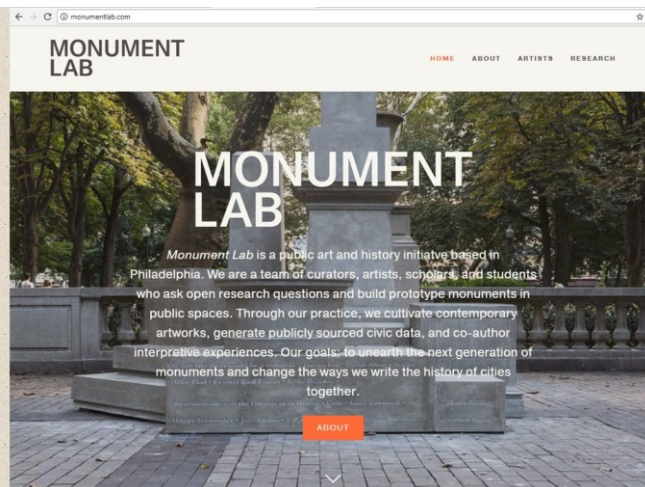 monumentlab.com
MONUMENT
LAB
HOME ABOUT ARTISTS RESEARCH
MONUMENT
LAB
Monument Lab is a public art and history initiatve based in
Philadelphia. We are a team of curators, artists, scholars, and students
who ask open research questions and build prototype monuments in
public spaces. Through our practice, we cultivate contemporary
artworks, generate publicly sourced civic data, and co-author
interpretive experiences. Our goals: to unearth the next generation of
monuments and change the ways we write the history of cities
together.
ABOUT